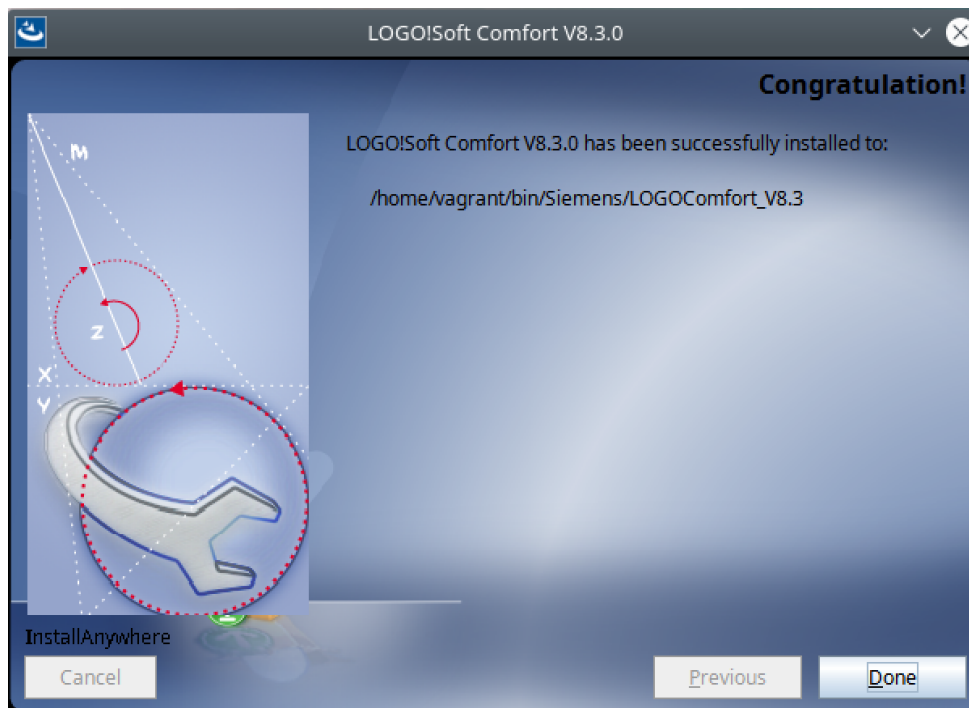 LOGO!Soft Comfort V8.3.0
Congratulation!
LOGO!Soft Comfort V8.3.0 has been successfully installed to:
/home/vagrant/bin/Siemens/LOGOComfort_V8.3
M
Z
X
Y
InstallAnywhere
Cancel
Previous
Done